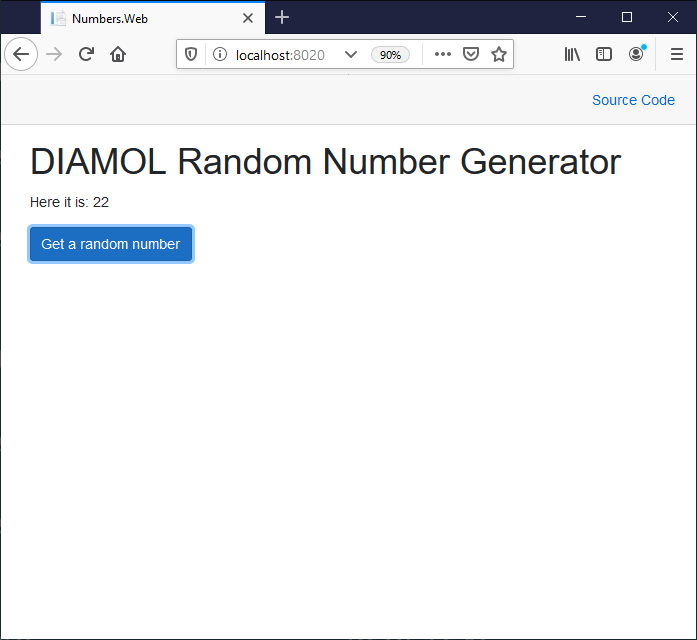 Numbers.Web
localhost:8020
90%
Source Code
DIAMOL Random Number Generator
Here it is: 22
Get a random number